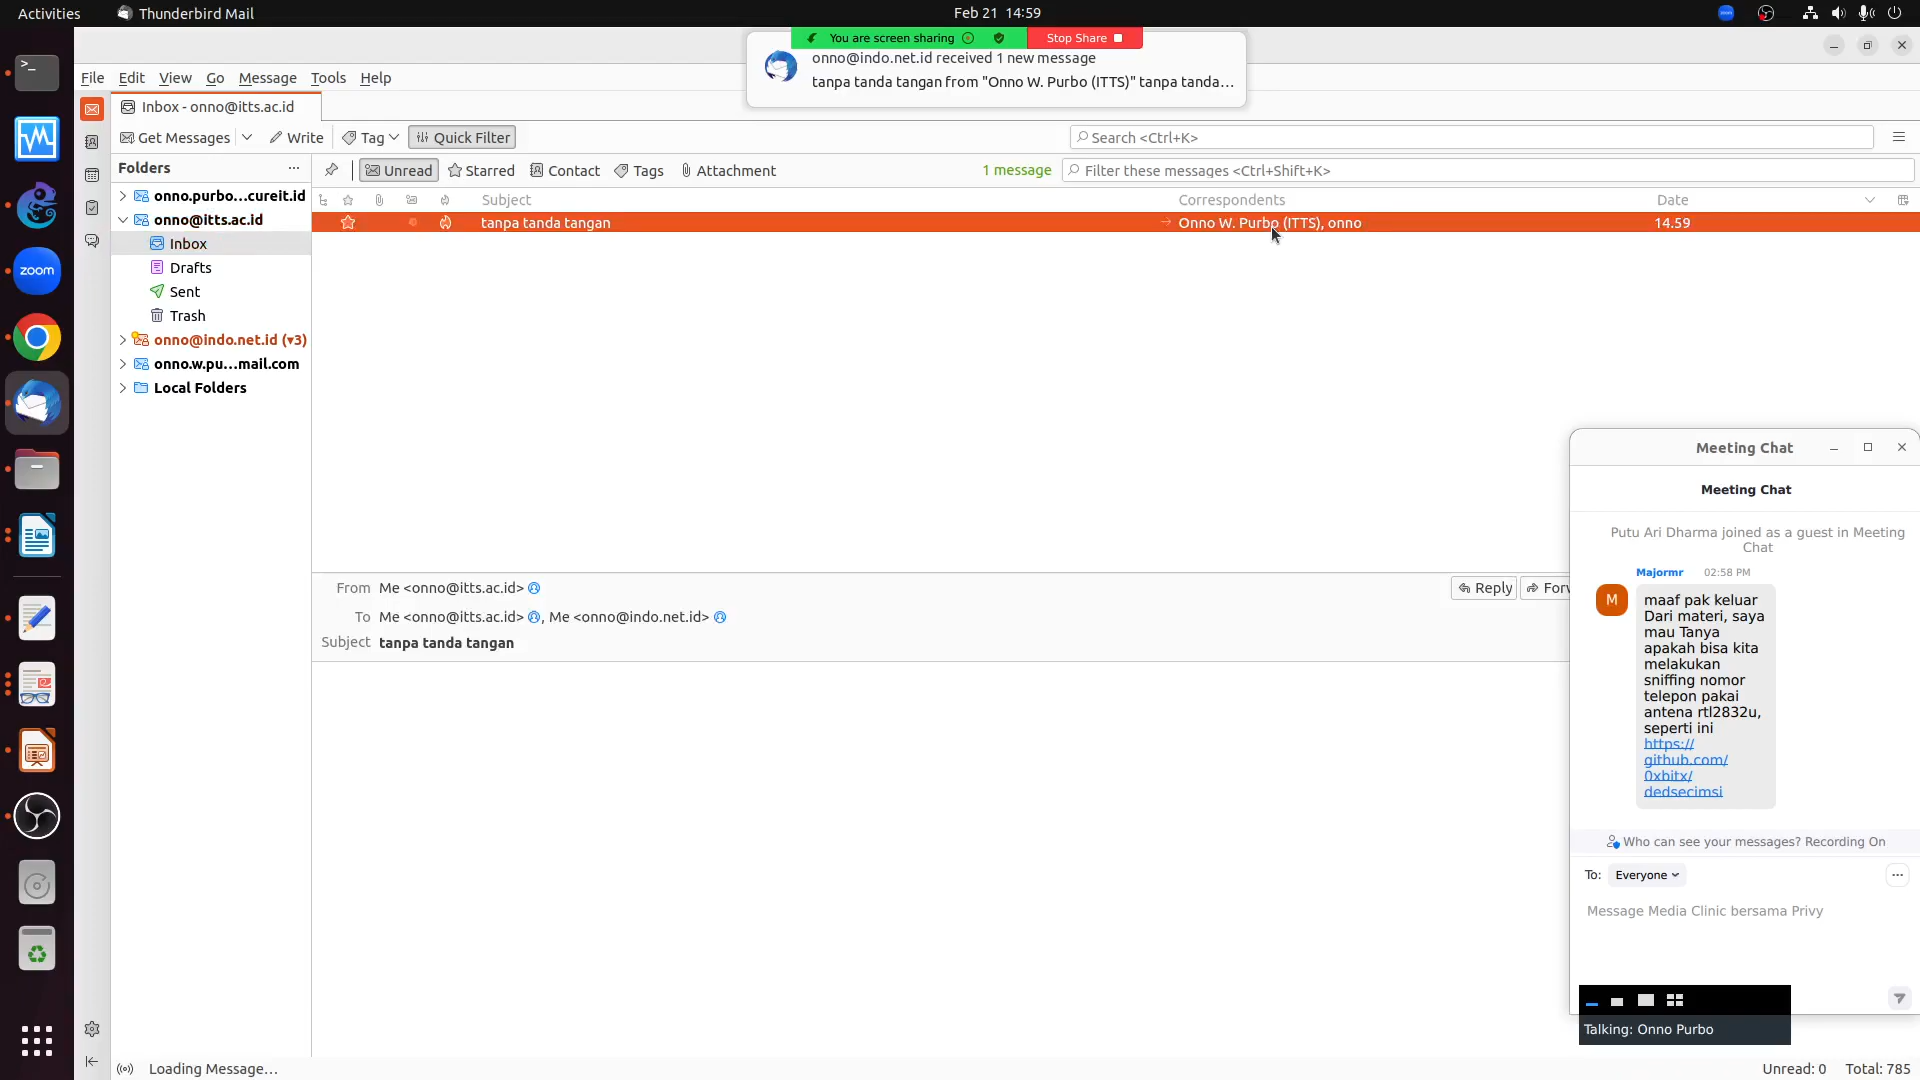 Activities
Thunderbird Mail
Feb 21 14:59
You are screen sharing
Stop Share
onno@indo.net.id received 1 new message
tanpa tanda tangan from "Onno W. Purbo (ITTS)" tanpa tanda…
File Edit View Go Message Tools Help
Inbox - onno@itts.ac.id
Get Messages
Write
Tag
Quick Filter
Search <Ctrl+K>
Folders
Unread
Starred
Contact
Tags
Attachment
1 message
Filter these messages <Ctrl+Shift+K>
Subject
Correspondents
Date
tanpa tanda tangan
Onno W. Purbo (ITTS), onno
14.59
onno.purbo…cureit.id
onno@itts.ac.id
Inbox
Drafts
Sent
Trash
onno@indo.net.id (▾3)
onno.w.pu…mail.com
Local Folders
zoom
From Me <onno@itts.ac.id>
To Me <onno@itts.ac.id>, Me <onno@indo.net.id>
Subject tanpa tanda tangan
Reply
Forw
Meeting Chat
Meeting Chat
Putu Ari Dharma joined as a guest in Meeting
Chat
Majormr 02:58 PM
M
maaf pak keluar
Dari materi, saya
mau Tanya
apakah bisa kita
melakukan
sniffing nomor
telepon pakai
antena rtl2832u,
seperti ini
https://
github.com/
0xbitx/
dedsecimsi
Who can see your messages? Recording On
To: Everyone
Message Media Clinic bersama Privy
Talking: Onno Purbo
Loading Message…
Unread: 0 Total: 785